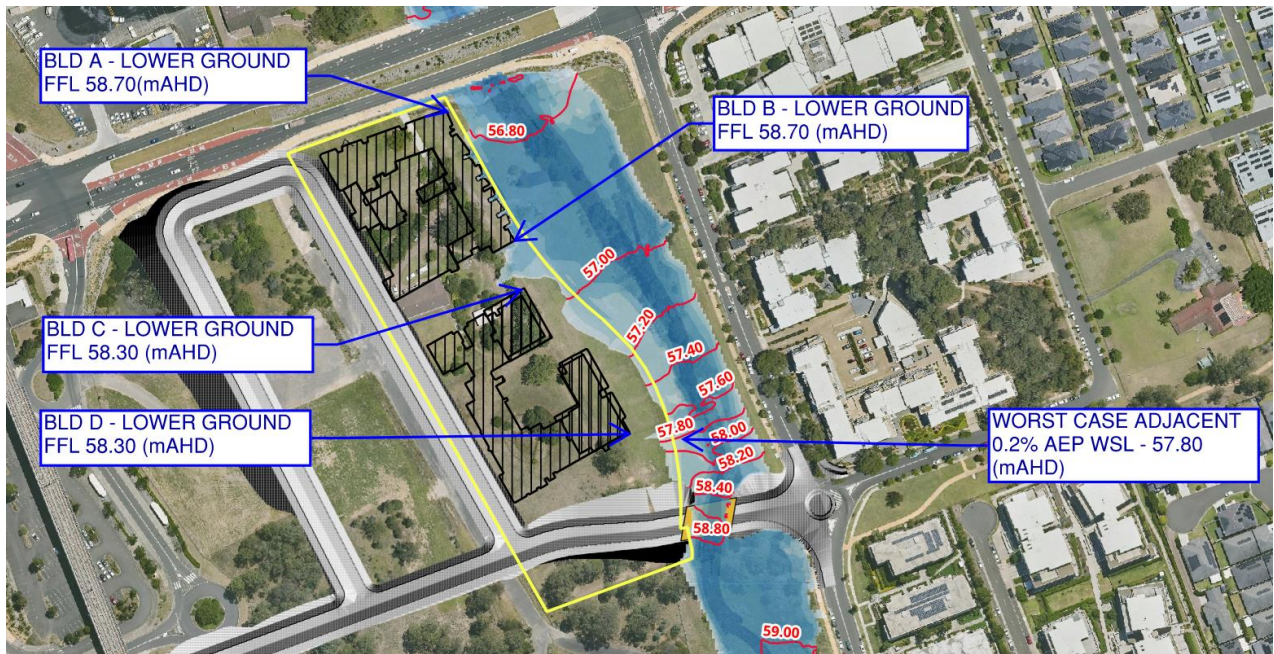 BLD A - LOWER GROUND
FFL 58.70(mAHD)
BLD B - LOWER GROUND
FFL 58.70 (mAHD)
56.80
57.00
BLD C - LOWER GROUND
FFL 58.30 (mAHD)
57.20
57.40
57.60
BLD D - LOWER GROUND
FFL 58.30 (mAHD)
57.80
58.00
WORST CASE ADJACENT
0.2% AEP WSL - 57.80
(mAHD)
58.20
58.40
58.80
59.00